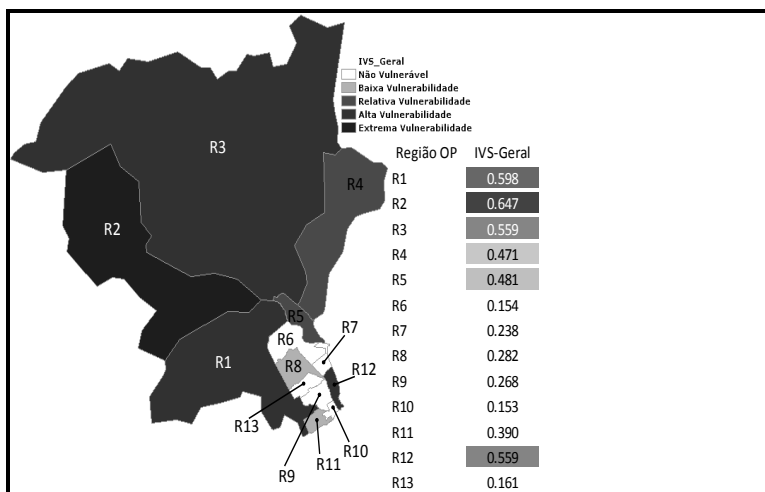 IVS_Geral
Não Vulnerável
Baixa Vulnerabilidade
Relativa Vulnerabilidade
Alta Vulnerabilidade
Extrema Vulnerabilidade
R3
R4
R2
R5
R7
R6
R8
R1
R12
R13
R10
R11
R9
Região OP IVS-Geral
R1 0.598
R2 0.647
R3 0.559
R4 0.471
R5 0.481
R6 0.154
R7 0.238
R8 0.282
R9 0.268
R10 0.153
R11 0.390
R12 0.559
R13 0.161